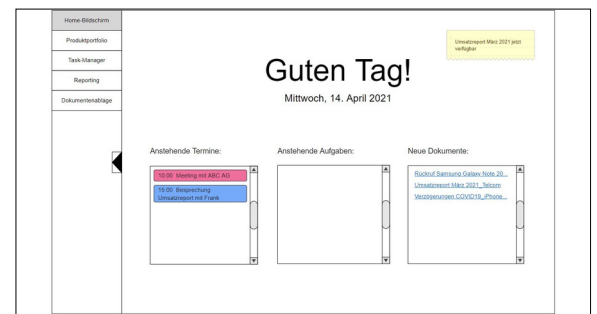 Home-Bildschirm
Produktportfolio
Task-Manager
Reporting
Dokumentenablage
Umsatzreport März 2021 jetzt
verfügbar
Guten Tag!
Mittwoch, 14. April 2021
Anstehende Termine:
10:00 Meeting mit ABC AG
15:00 Besprechung
Umsatzreport mit Frank
Anstehende Aufgaben:
Neue Dokumente:
Rückruf Samsung Galaxy Note 20...
Umsatzreport März 2021_Telcom
Verzögerungen COVID19_iPhone...